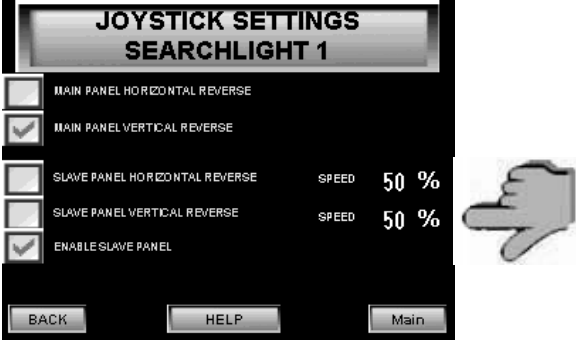 JOYSTICK SETTINGS
SEARCHLIGHT 1
MAIN PANEL HORIZONTAL REVERSE
MAIN PANEL VERTICAL REVERSE
SLAVE PANEL HORIZONTAL REVERSE SPEED 50 %
SLAVE PANEL VERTICAL REVERSE SPEED 50 %
ENABLE SLAVE PANEL
BACK HELP Main